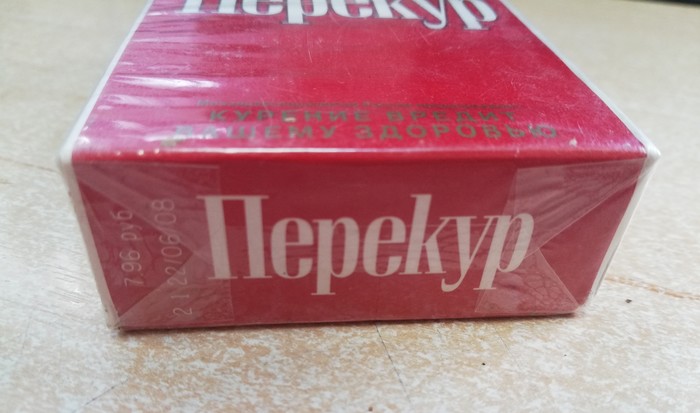 Перекур
КУРЕНИЕ ВРЕДИТ
ВАШЕМУ ЗДОРОВЬЮ
Перекур
7.96 руб
2 1 22/06/08